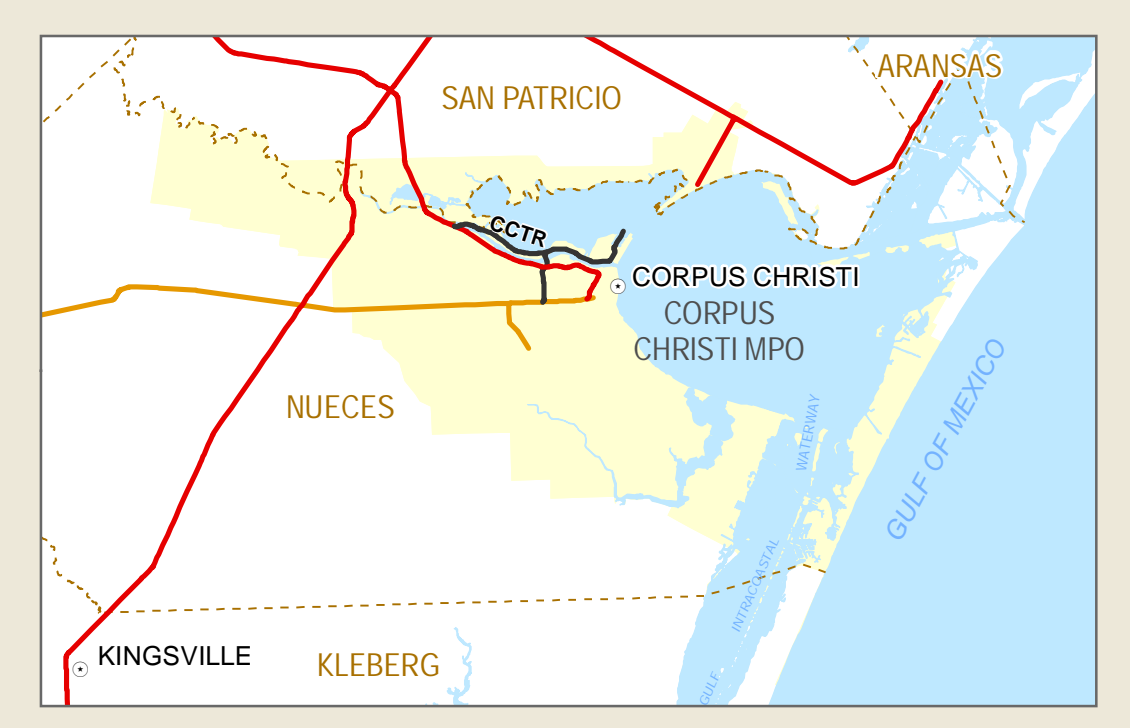 ARANSAS
SAN PATRICIO
CCTR
CORPUS CHRISTI
CORPUS
CHRISTI MPO
NUECES
GULF OF MEXICO
WATERWAY
INTRACOASTAL
GULF
KINGSVILLE
KLEBERG